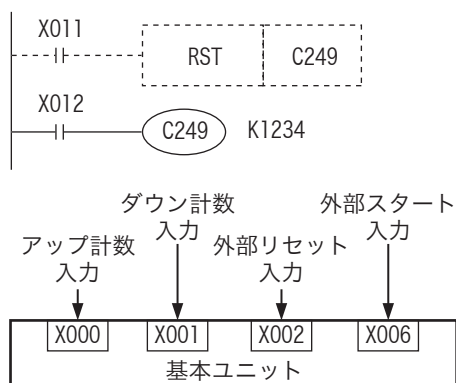 X011
RST C249
X012
C249 K1234
ダウン計数
入力
外部スタート
入力
アップ計数
入力
外部リセット
入力
X000 X001 X002 X006
基本ユニット